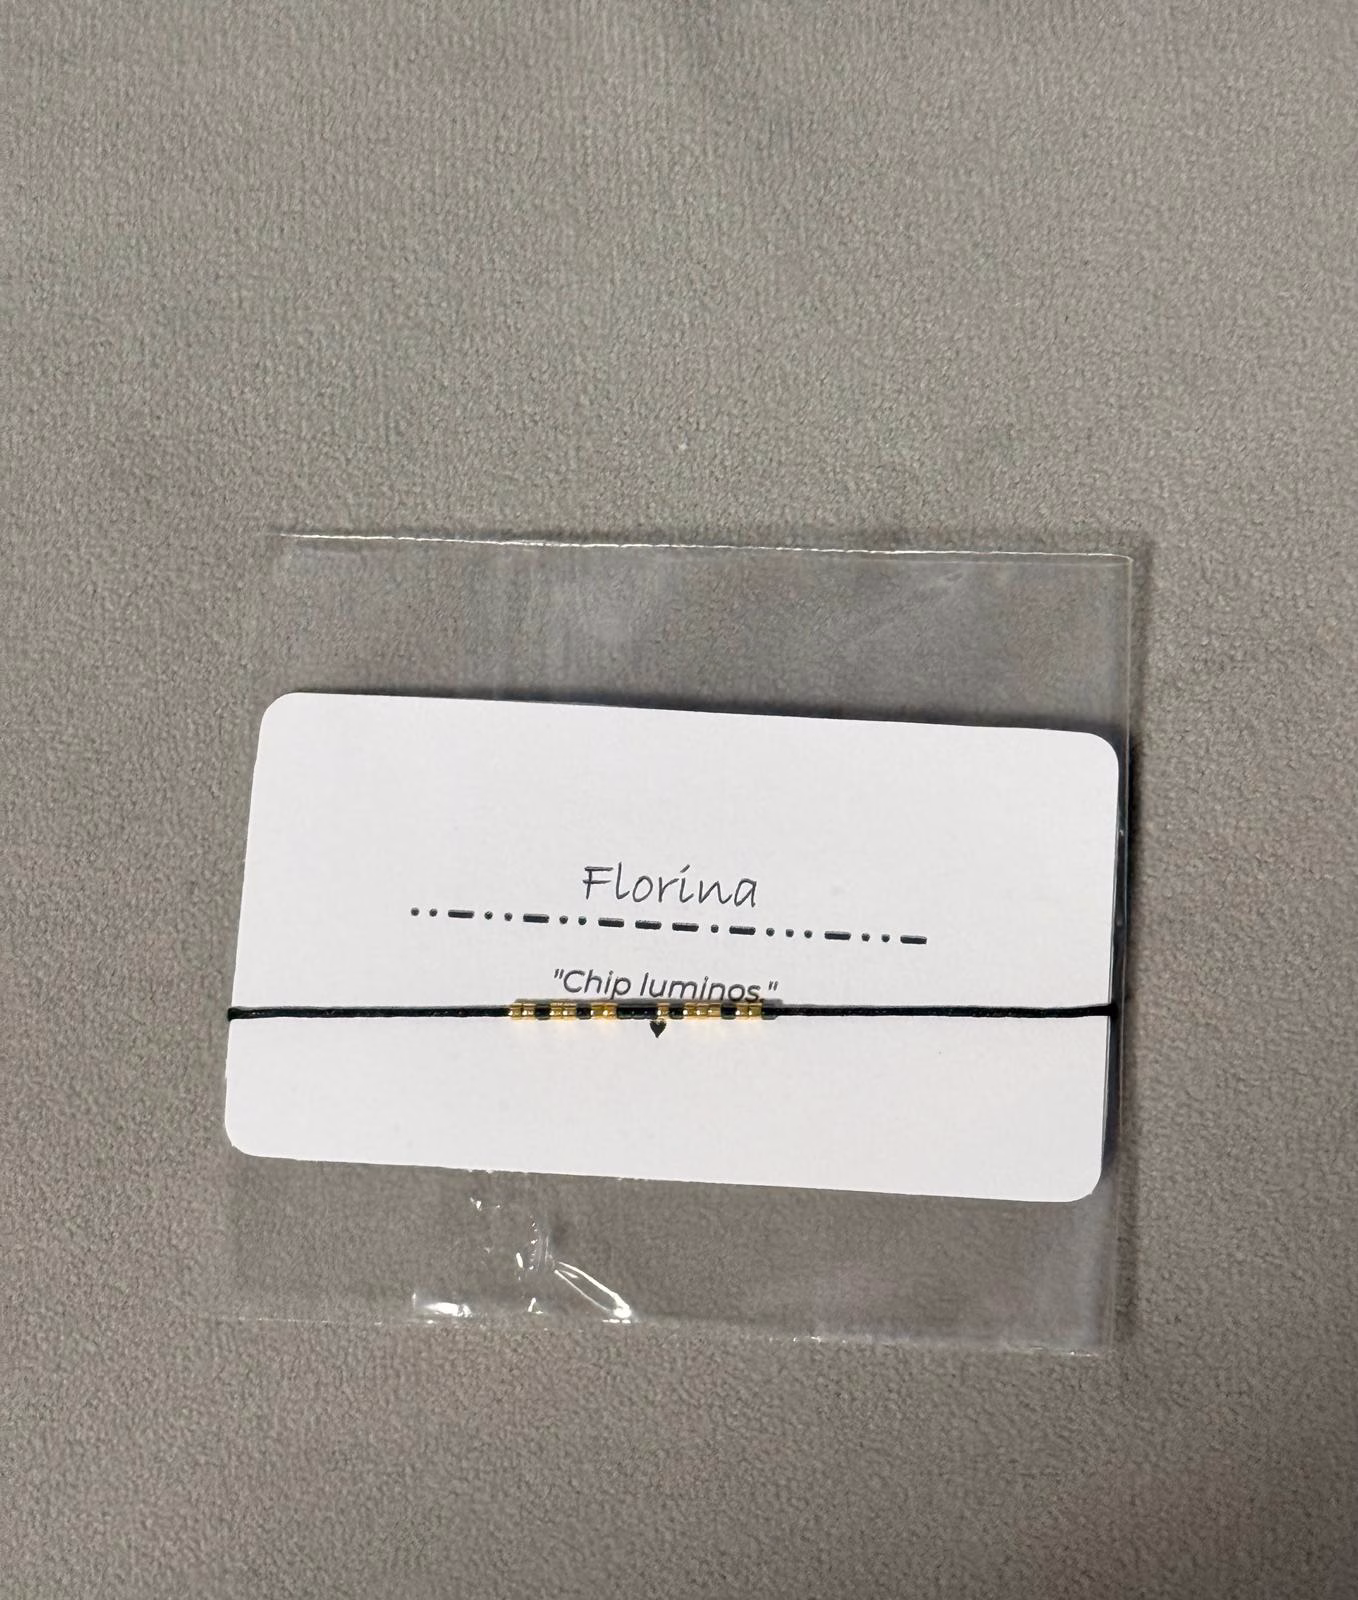 Florina
··—··—··———·—···—··—
"Chip luminos."